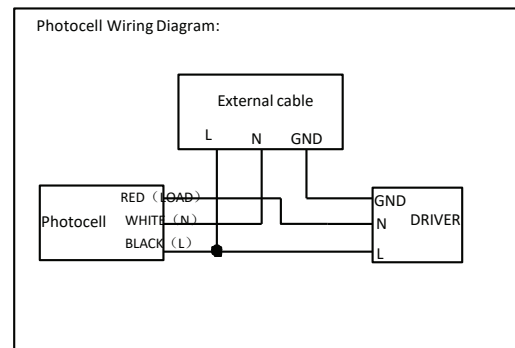 Photocell Wiring Diagram:
External cable
L N GND
RED（LOAD）
WHITE（N）
BLACK（L）
Photocell
GND
N
L
DRIVER